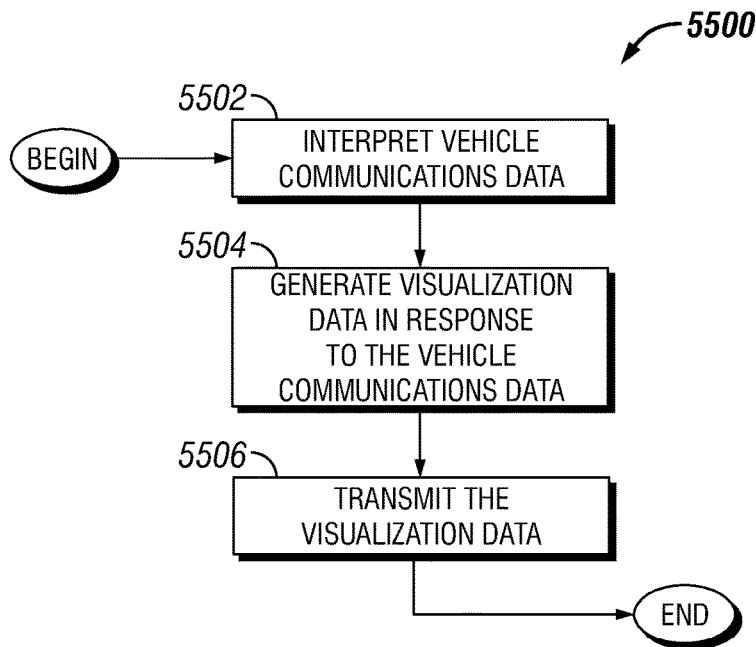 5500
5502
BEGIN
INTERPRET VEHICLE
COMMUNICATIONS DATA
5504
GENERATE VISUALIZATION
DATA IN RESPONSE
TO THE VEHICLE
COMMUNICATIONS DATA
5506
TRANSMIT THE
VISUALIZATION DATA
END